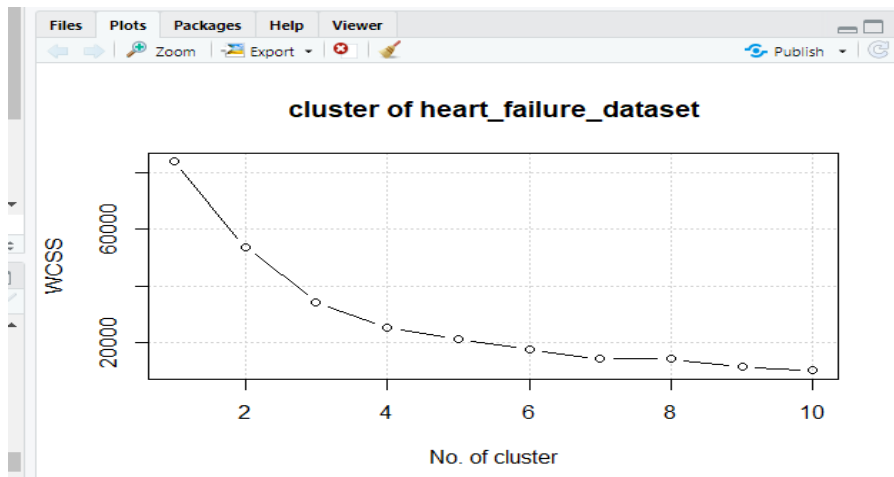 Files Plots Packages Help Viewer
Zoom Export Publish
cluster of heart_failure_dataset
WCSS
60000
20000
2 4 6 8 10
No. of cluster